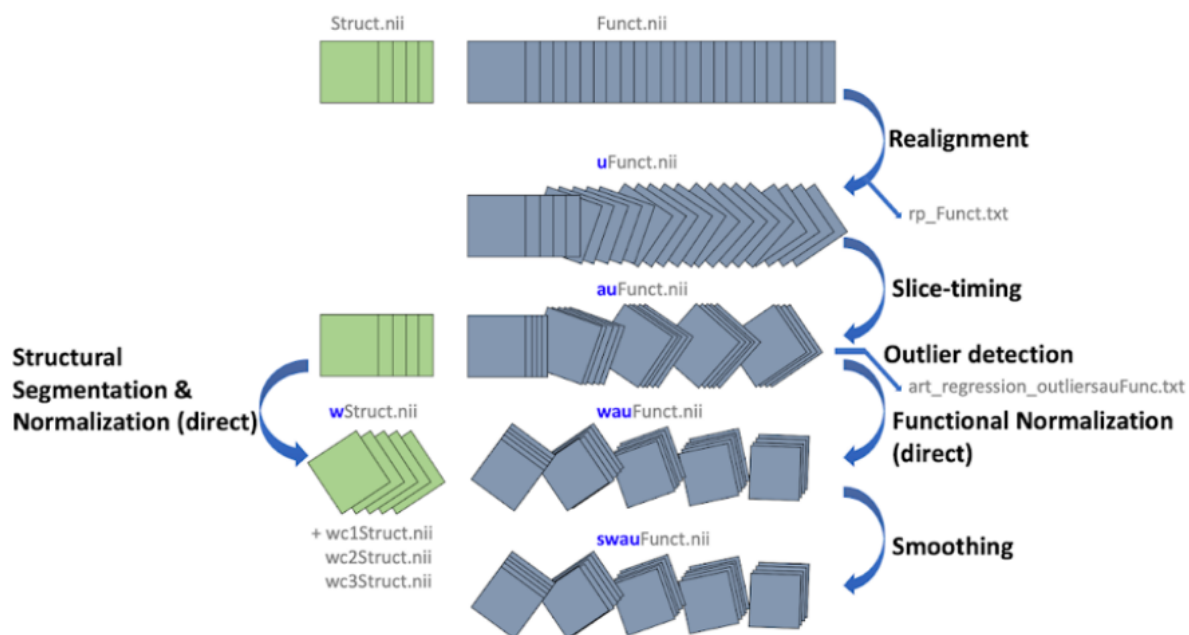 Struct.nii
Funct.nii
Realignment
uFunct.nii
rp_Funct.txt
Slice-timing
auFunct.nii
Outlier detection
art_regression_outliersauFunc.txt
Structural
Segmentation &
Normalization (direct)
wStruct.nii
wauFunct.nii
Functional Normalization
(direct)
+ wc1Struct.nii
wc2Struct.nii
wc3Struct.nii
swauFunct.nii
Smoothing